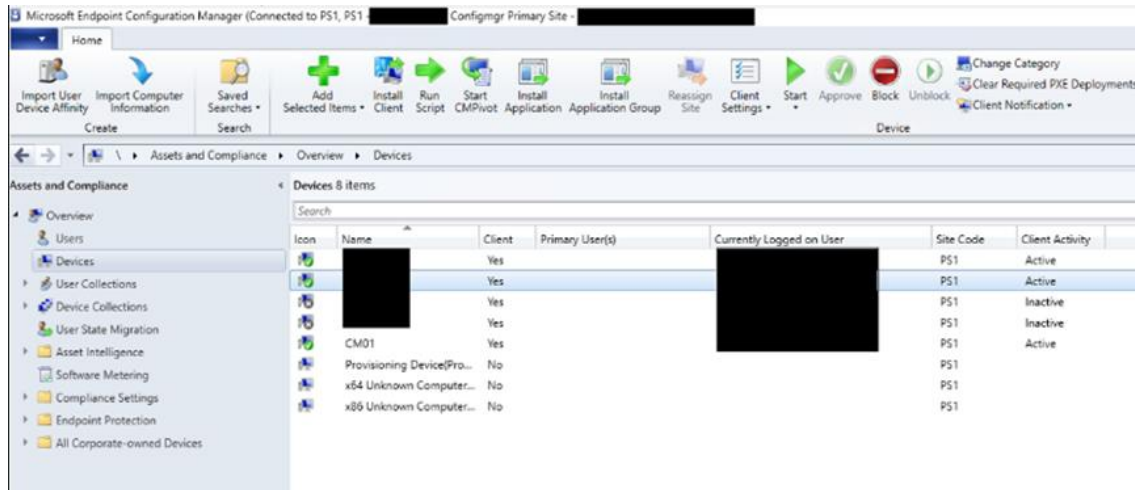 Microsoft Endpoint Configuration Manager (Connected to PS1, PS1 - Configmgr Primary Site -
Home
Import User Device Affinity
Import Computer Information
Saved Searches
Add Selected Items
Install Client
Run Script
Start CMPivot
Install Application
Install Application Group
Reassign Site
Client Settings
Start
Approve
Block
Unblock
Change Category
Clear Required PXE Deployments
Client Notification
Create
Search
Device
\ Assets and Compliance Overview Devices
Assets and Compliance
Overview
Users
Devices
User Collections
Device Collections
User State Migration
Asset Intelligence
Software Metering
Compliance Settings
Endpoint Protection
All Corporate-owned Devices
Devices 8 items
Search
Icon Name Client Primary User(s) Currently Logged on User Site Code Client Activity
Yes PS1 Active
Yes PS1 Active
Yes PS1 Inactive
Yes PS1 Inactive
CM01 Yes PS1 Active
Provisioning Device(Pro... No PS1
x64 Unknown Computer... No PS1
x86 Unknown Computer... No PS1